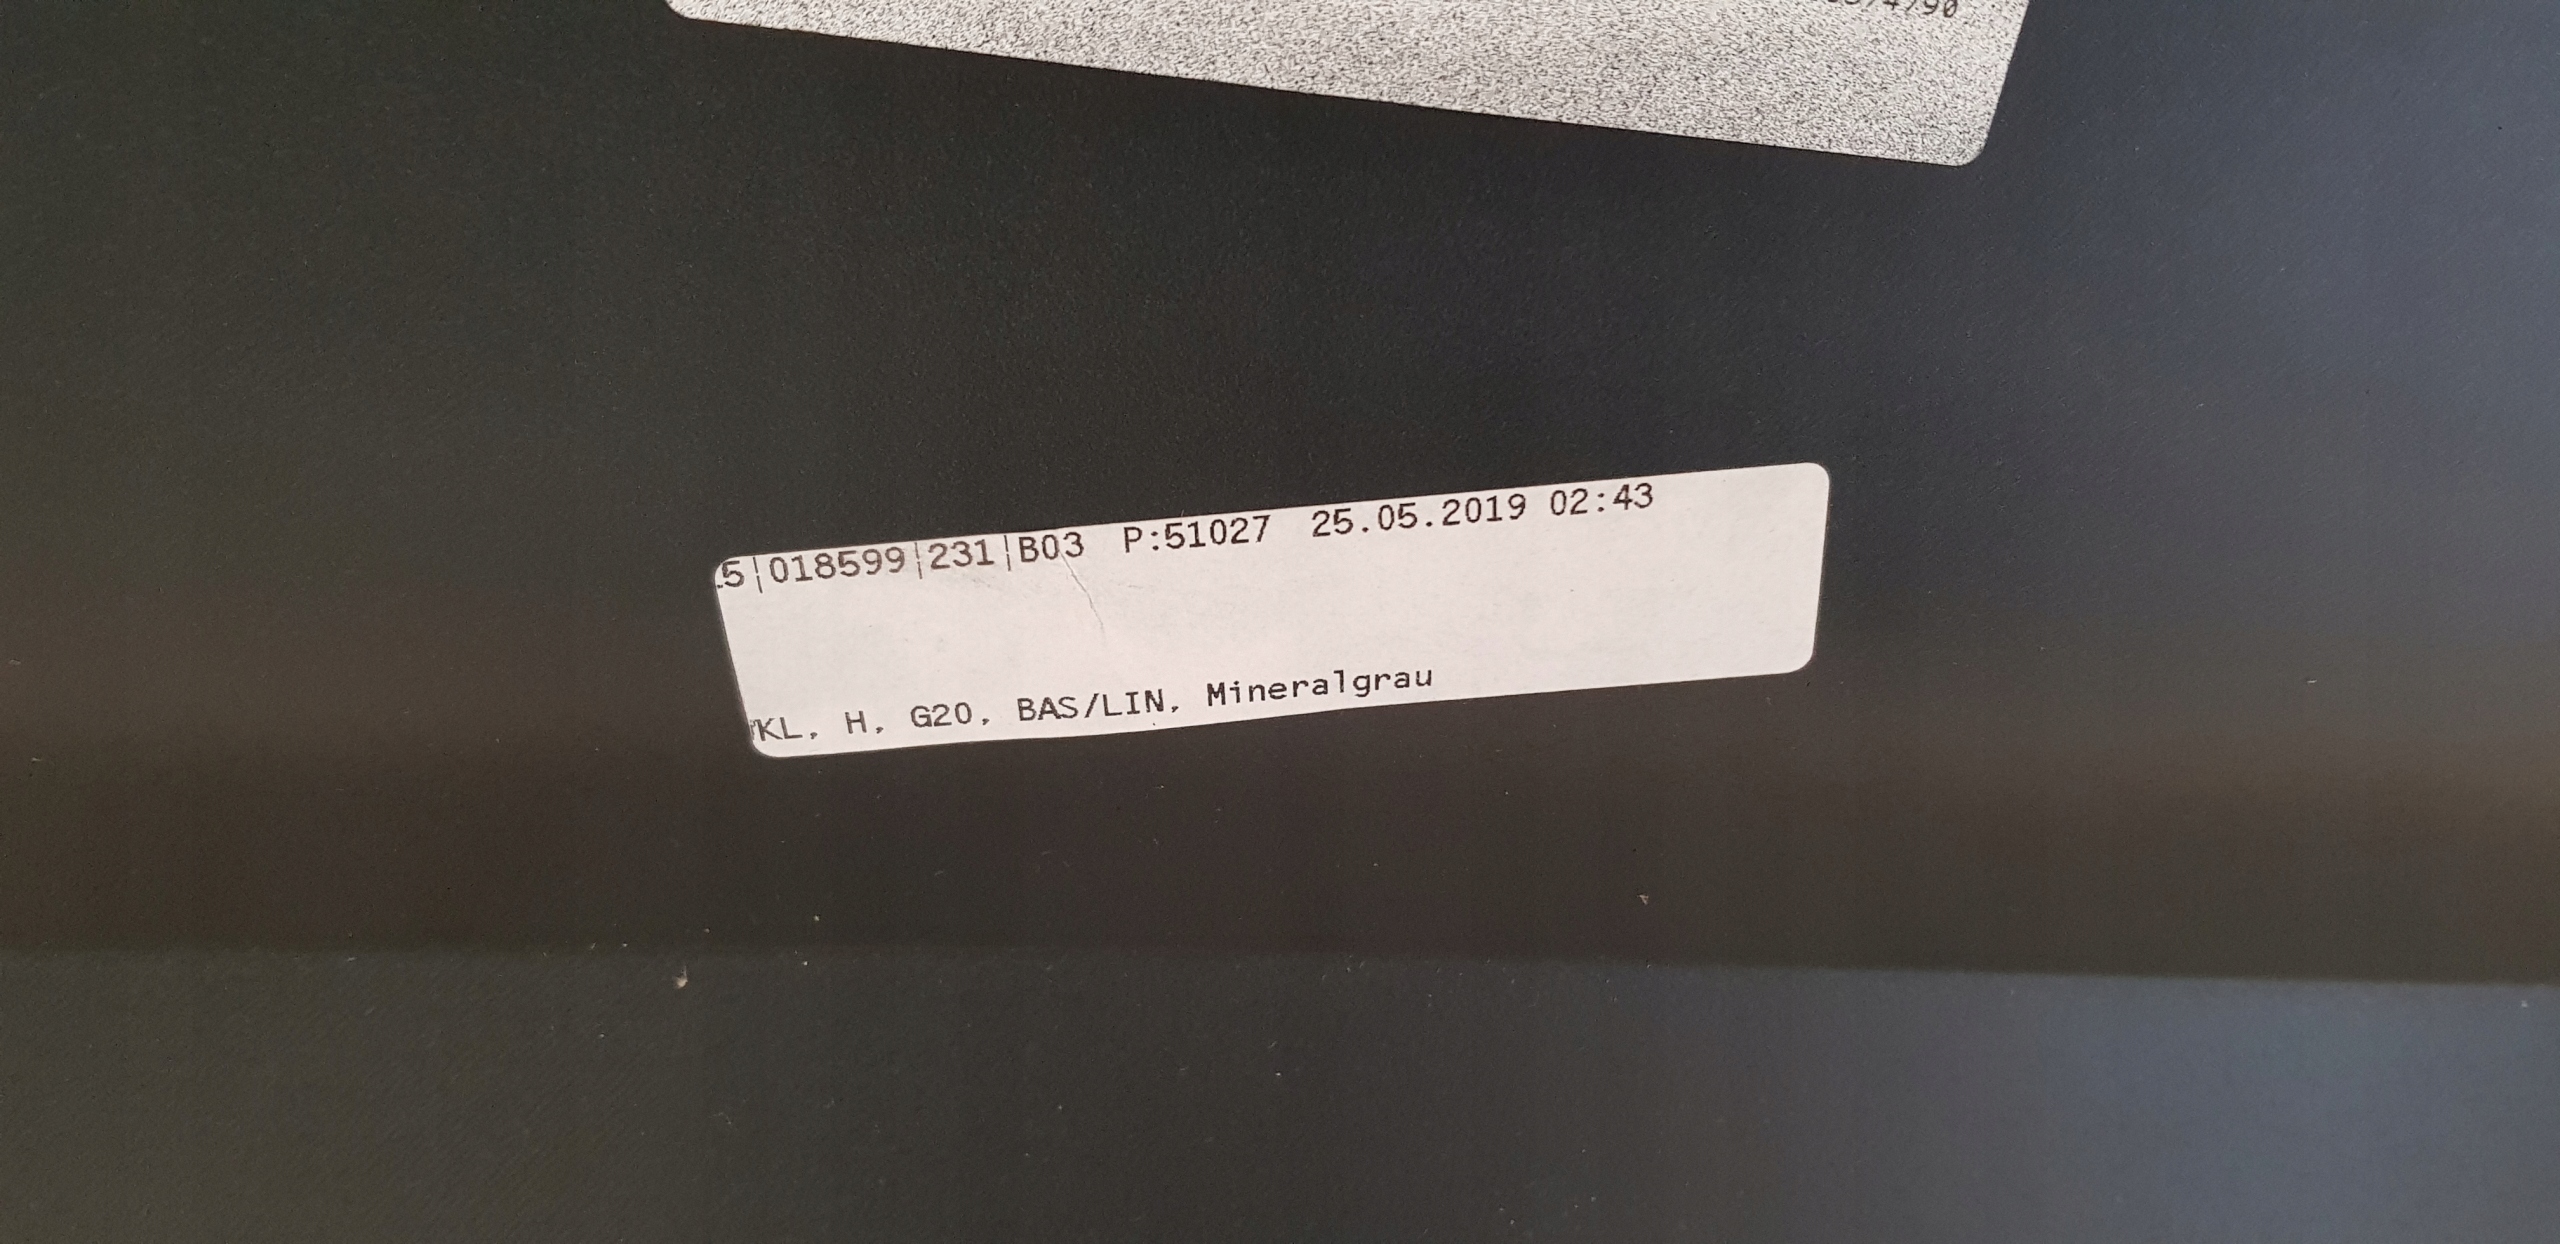 5|018599|231|B03 P:51027 25.05.2019 02:43
KL, H, G20, BAS/LIN, Mineralgrau